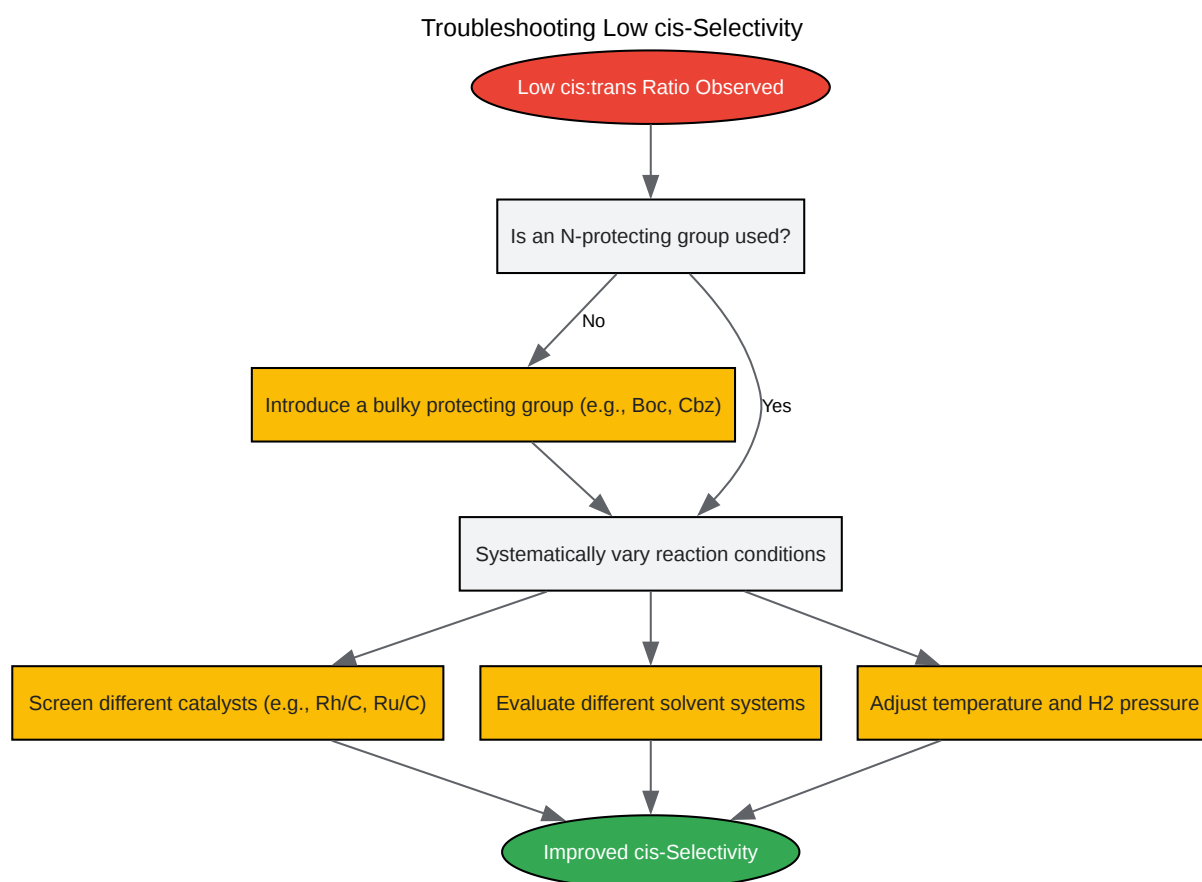 Troubleshooting Low cis-Selectivity
Low cis:trans Ratio Observed
Is an N-protecting group used?
No
Introduce a bulky protecting group (e.g., Boc, Cbz)
Yes
Systematically vary reaction conditions
Screen different catalysts (e.g., Rh/C, Ru/C)
Evaluate different solvent systems
Adjust temperature and H2 pressure
Improved cis-Selectivity